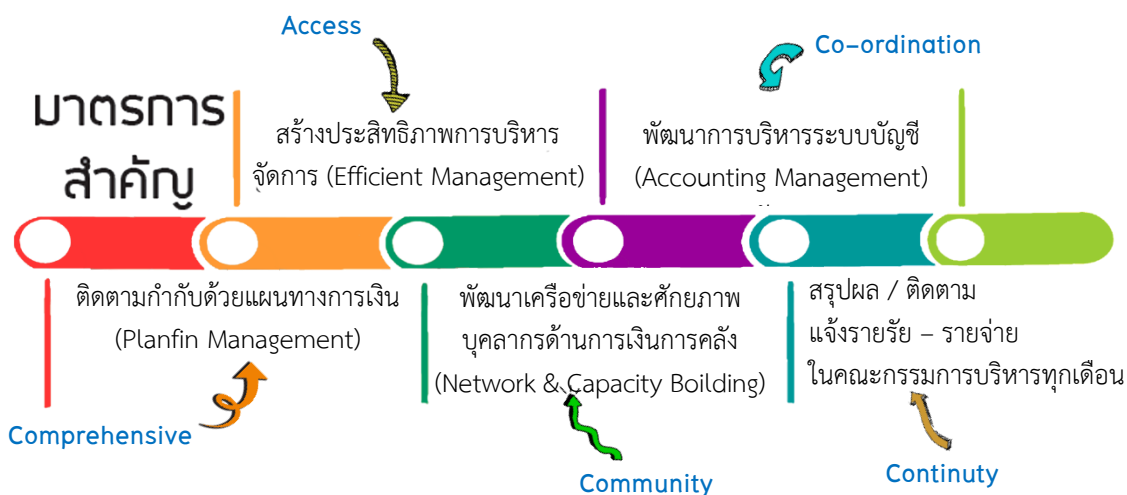 มาตรการ
สำคัญ
Access
สร้างประสิทธิภาพการบริหาร
จัดการ (Efficient Management)
Co-ordination
พัฒนาการบริหารระบบบัญชี
(Accounting Management)
ติดตามกำกับด้วยแผนทางการเงิน
(Planfin Management)
Comprehensive
พัฒนาเครือข่ายและศักยภาพ
บุคลากรด้านการเงินการคลัง
(Network & Capacity Boilding)
Community
สรุปผล / ติดตาม
แจ้งรายรัย – รายจ่าย
ในคณะกรรมการบริหารทุกเดือน
Continuty